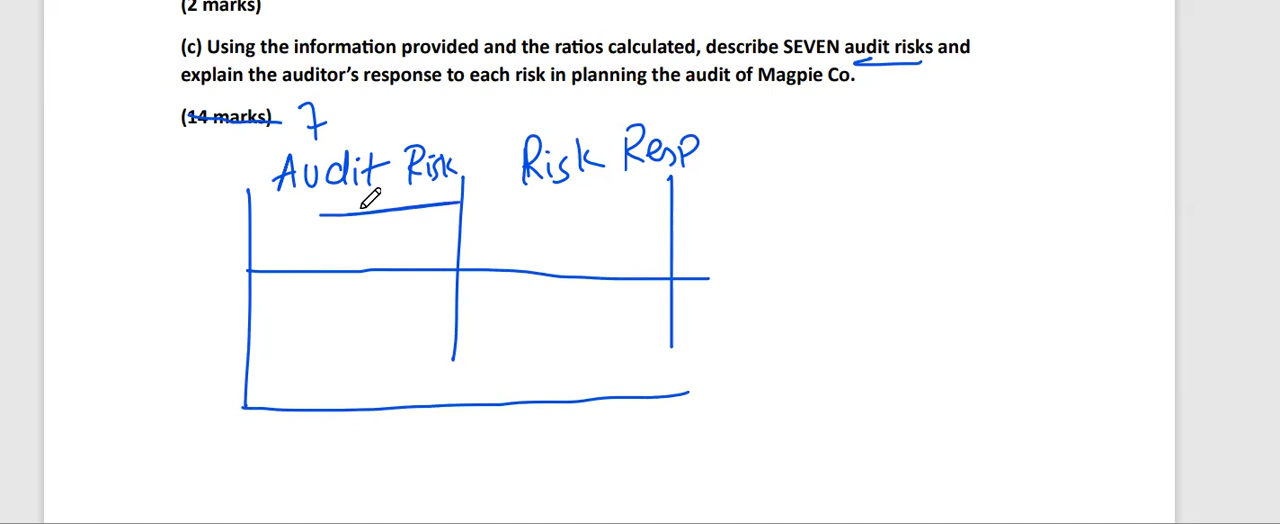 (2 marks)
(c) Using the information provided and the ratios calculated, describe SEVEN audit risks and
explain the auditor's response to each risk in planning the audit of Magpie Co.
(14 marks) 7
Audit Risk Risk Resp